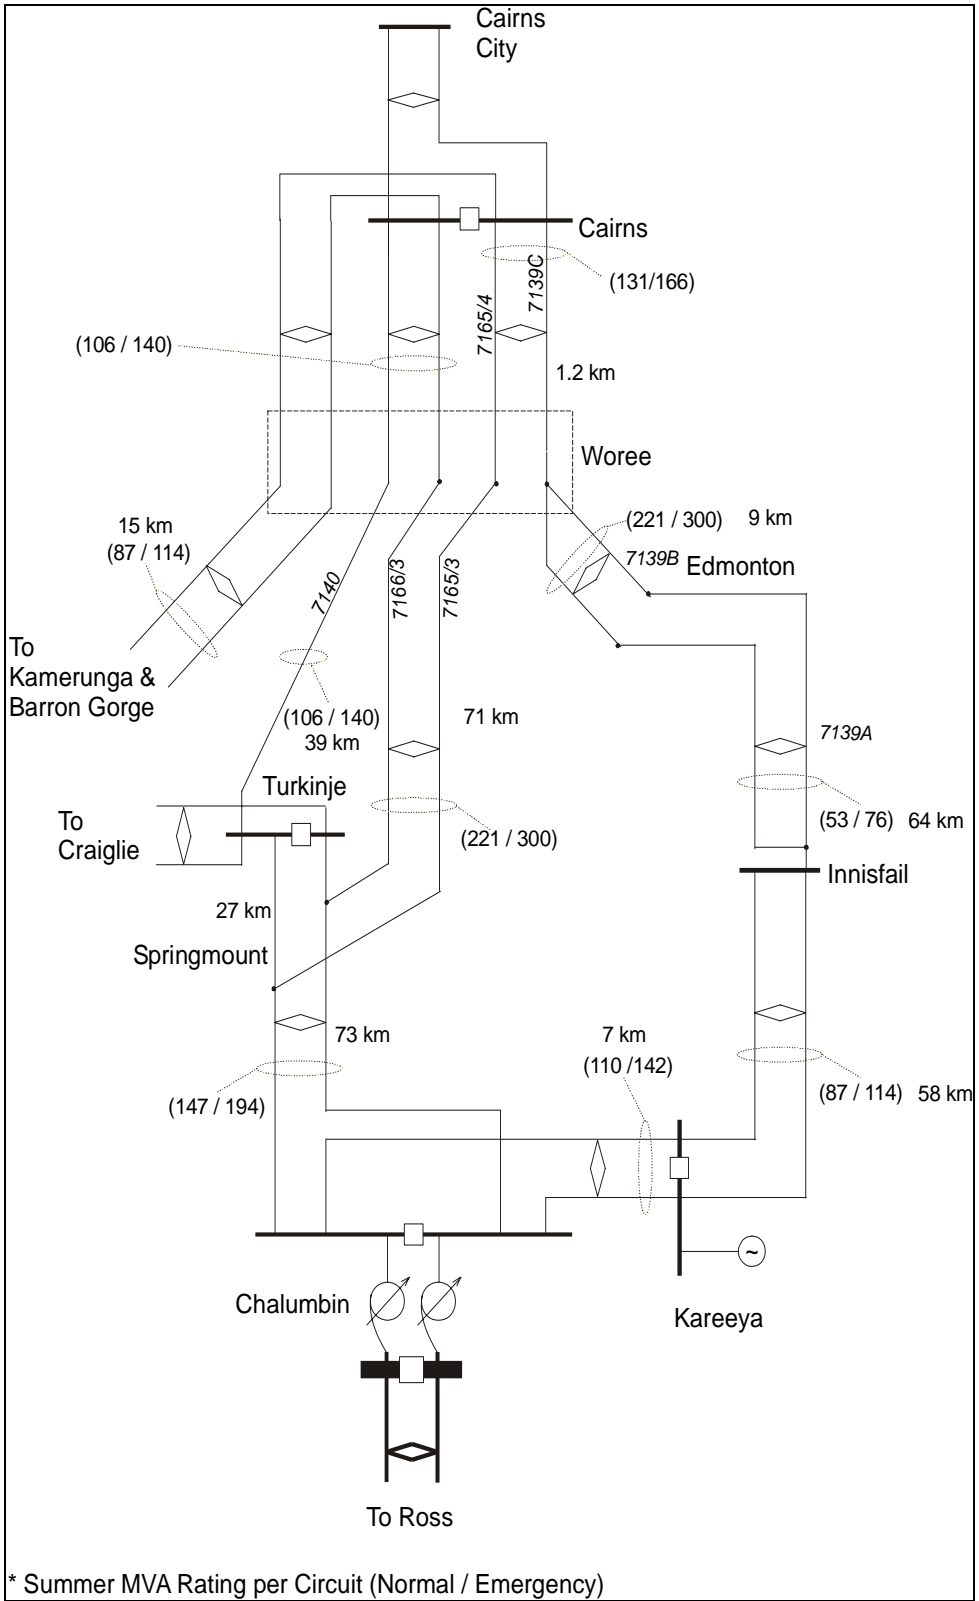 Cairns
City
Cairns
(131/166)
7139C
7165/4
(106 / 140)
1.2 km
Woree
(221 / 300)
9 km
15 km
(87 / 114)
7139B
Edmonton
7140
7166/3
7165/3
To
Kamerunga &
Barron Gorge
(106 / 140)
39 km
71 km
7139A
Turkinje
To
Craiglie
(221 / 300)
(53 / 76)
64 km
Innisfail
27 km
Springmount
73 km
7 km
(110 /142)
(147 / 194)
(87 / 114)
58 km
~
Chalumbin
Kareeya
To Ross
* Summer MVA Rating per Circuit (Normal / Emergency)